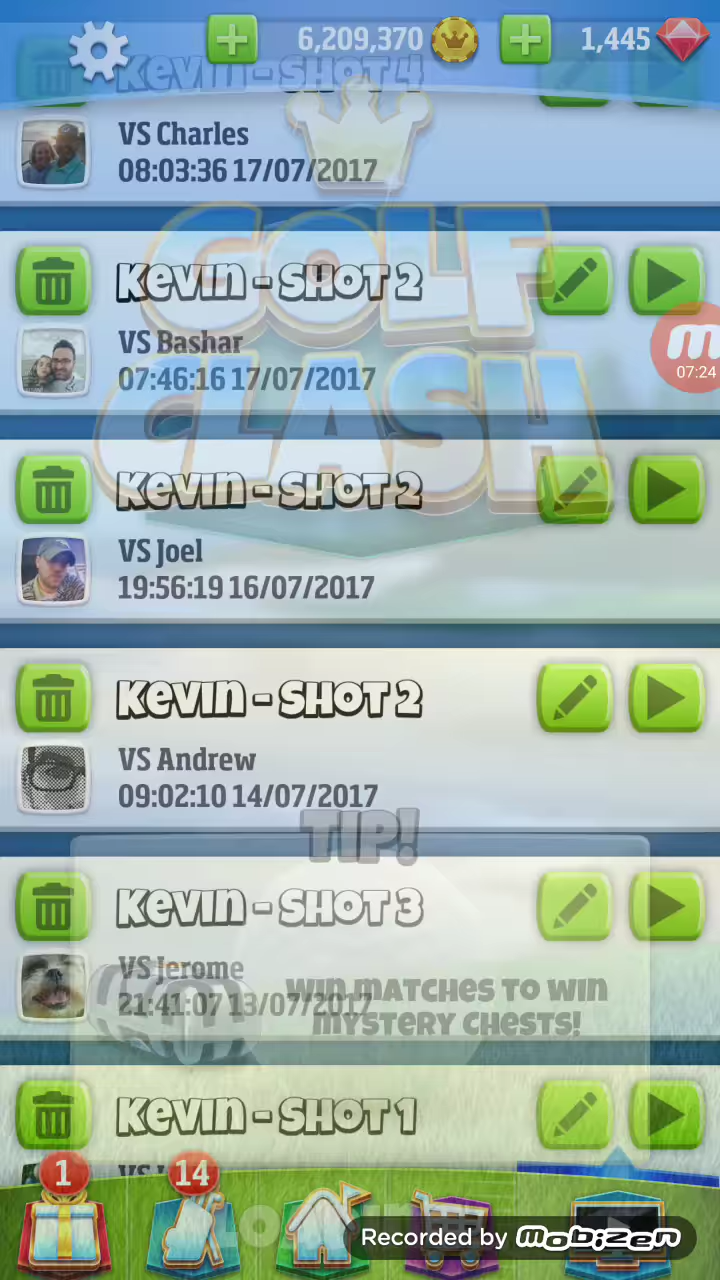 6,209,370
1,445
Kevin - SHOT 4
VS Charles
08:03:36 17/07/2017
GOLF
CLASH
Kevin - SHOT 2
VS Bashar
07:46:16 17/07/2017
07:24
Kevin - SHOT 2
VS Joel
19:56:19 16/07/2017
Kevin - SHOT 2
VS Andrew
09:02:10 14/07/2017
TIP!
Kevin - SHOT 3
VS Jerome
21:41:07 13/07/2017
WIN MATCHES TO WIN
MYSTERY CHESTS!
Kevin - SHOT 1
VS
1
14
Recorded by mobizen